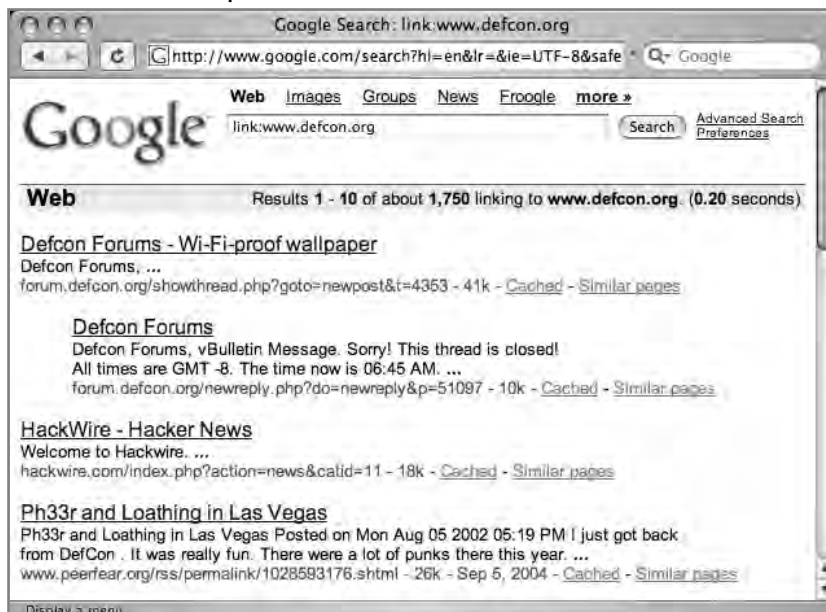 Google Search: link:www.defcon.org
http://www.google.com/search?hl=en&lr=&ie=UTF-8&safe
Google
Web Images Groups News Froogle more »
Google
link:www.defcon.org
Search
Advanced Search
Preferences
Web
Results 1 - 10 of about 1,750 linking to www.defcon.org. (0.20 seconds)
Defcon Forums - Wi-Fi-proof wallpaper
Defcon Forums, ...
forum.defcon.org/showthread.php?goto=newpost&t=4353 - 41k - Cached - Similar pages
Defcon Forums
Defcon Forums, vBulletin Message. Sorry! This thread is closed!
All times are GMT -8. The time now is 06:45 AM. ...
forum.defcon.org/newreply.php?do=newreply&p=51097 - 10k - Cached - Similar pages
HackWire - Hacker News
Welcome to Hackwire. ...
hackwire.com/index.php?action=news&catid=11 - 18k - Cached - Similar pages
Ph33r and Loathing in Las Vegas
Ph33r and Loathing in Las Vegas Posted on Mon Aug 05 2002 05:19 PM I just got back
from DefCon . It was really fun. There were a lot of punks there this year. ...
www.peerfear.org/rss/permalink/1028593176.shtml - 26k - Sep 5, 2004 - Cached - Similar pages
Display a menu